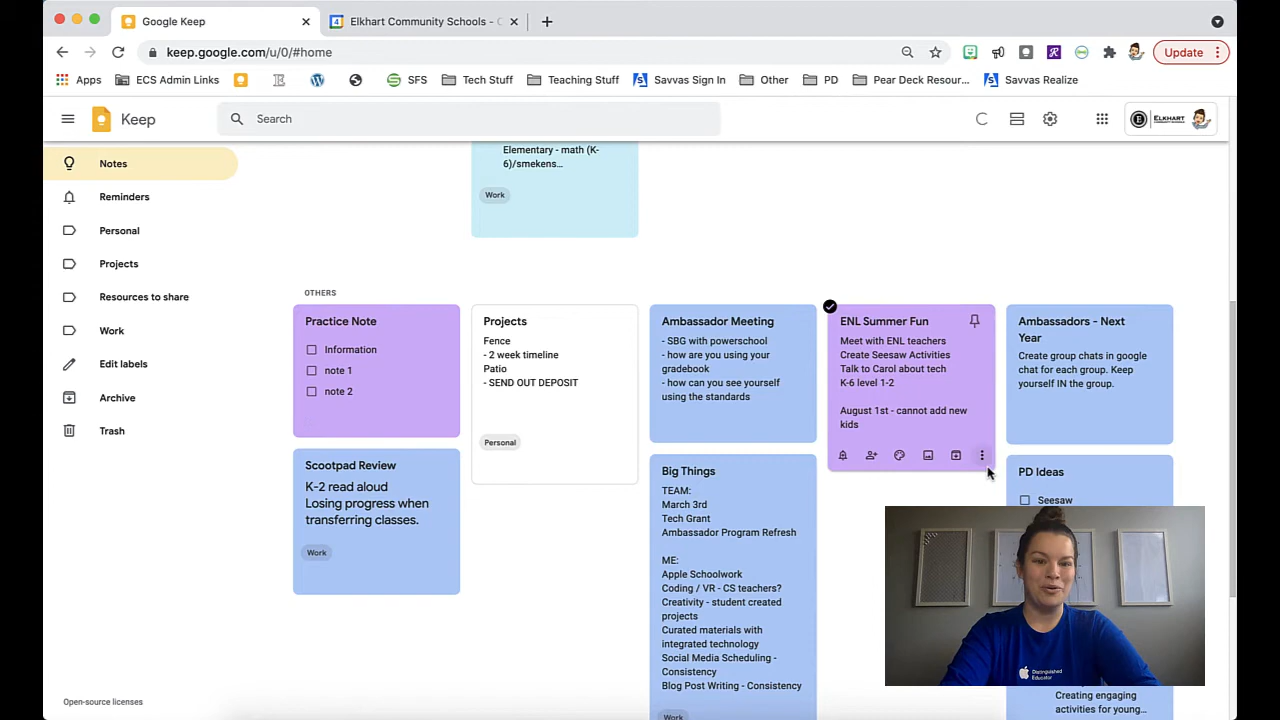 Google Keep
Elkhart Community Schools - C
keep.google.com/u/0/#home
Update
Apps
ECS Admin Links
SFS
Tech Stuff
Teaching Stuff
Savvas Sign In
Other
PD
Pear Deck Resour...
Savvas Realize
Keep
Search
ELKHART
Notes
Reminders
Personal
Projects
Resources to share
Work
Edit labels
Archive
Trash
Open-source licenses
Elementary - math (K-
6)/smekens...
Work
OTHERS
Practice Note
Information
note 1
note 2
Scootpad Review
K-2 read aloud
Losing progress when
transferring classes.
Work
Projects
Fence
- 2 week timeline
Patio
- SEND OUT DEPOSIT
Personal
Ambassador Meeting
- SBG with powerschool
- how are you using your
gradebook
- how can you see yourself
using the standards
Big Things
TEAM:
March 3rd
Tech Grant
Ambassador Program Refresh
ME:
Apple Schoolwork
Coding / VR - CS teachers?
Creativity - student created
projects
Curated materials with
integrated technology
Social Media Scheduling -
Consistency
Blog Post Writing - Consistency
Work
ENL Summer Fun
Meet with ENL teachers
Create Seesaw Activities
Talk to Carol about tech
K-6 level 1-2
August 1st - cannot add new
kids
Ambassadors - Next
Year
Create group chats in google
chat for each group. Keep
yourself IN the group.
PD Ideas
Seesaw
Distinguished
Educator
Creating engaging
activities for young...